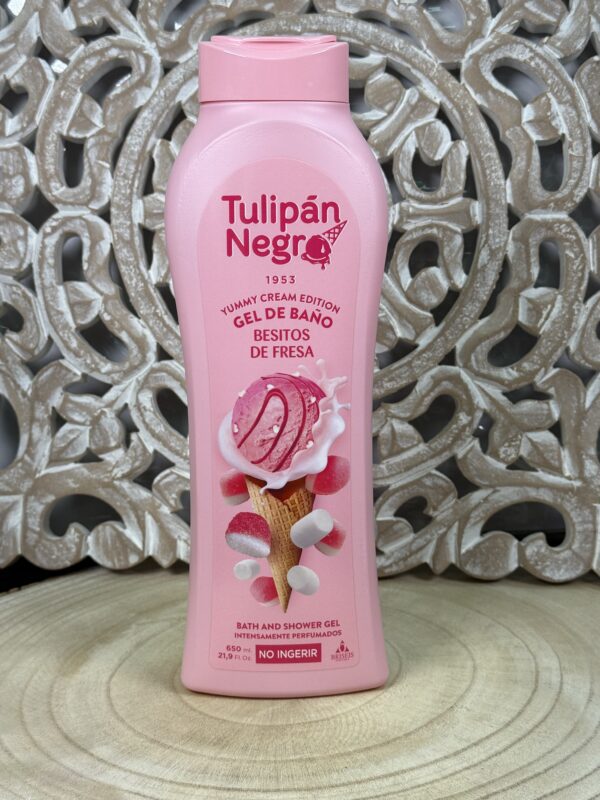 Tulipán
Negro
1953
YUMMY CREAM EDITION
GEL DE BAÑO
BESITOS
DE FRESA
BATH AND SHOWER GEL
INTENSAMENTE PERFUMADOS
650 ml.
21,9 Fl. Oz.
NO INGERIR